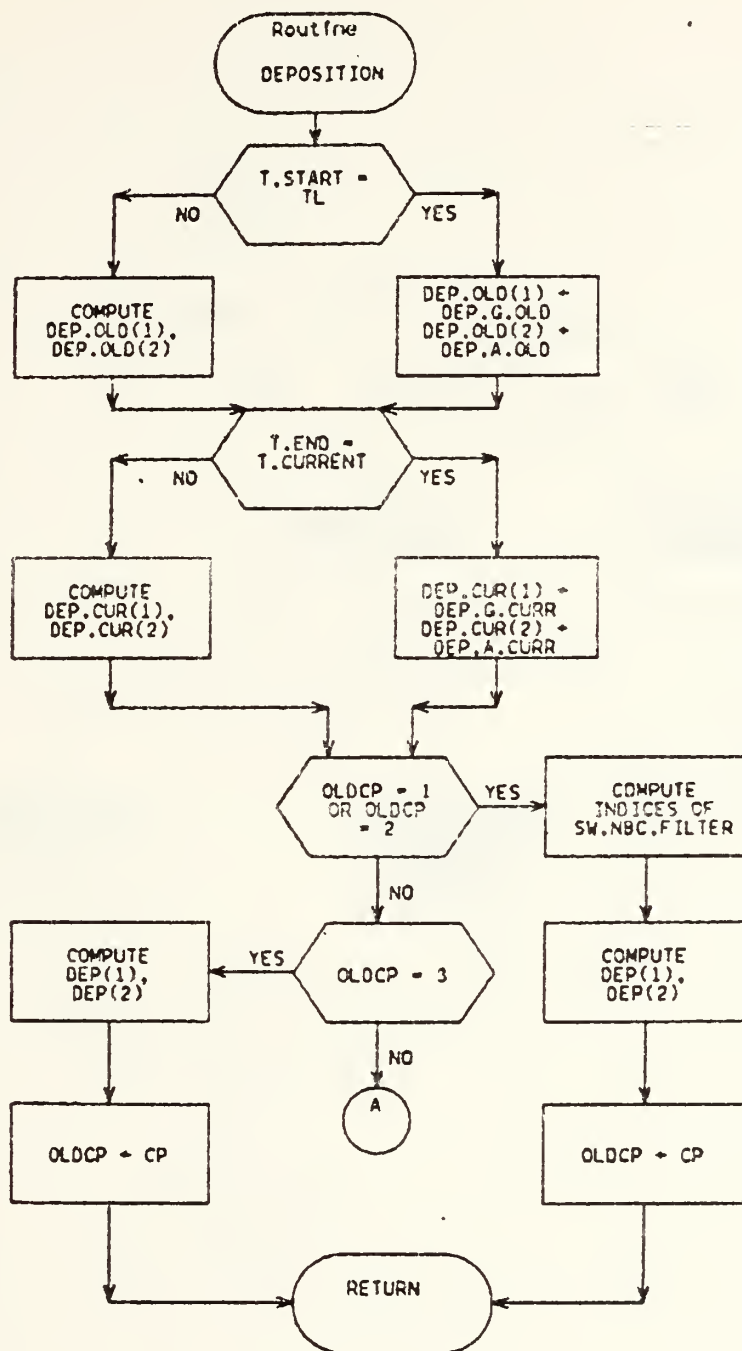 Routine
DEPOSITION
T.START =
TL
NO
YES
COMPUTE
DEP.OLD(1),
DEP.OLD(2)
DEP.OLD(1) ←
DEP.G.OLD
DEP.OLD(2) ←
DEP.A.OLD
T.END =
T.CURRENT
NO
YES
COMPUTE
DEP.CUR(1),
DEP.CUR(2)
DEP.CUR(1) ←
DEP.G.CURR
DEP.CUR(2) ←
DEP.A.CURR
OLDCP = 1
OR OLDCP
= 2
YES
COMPUTE
INDICES OF
SW.NBC.FILTER
NO
COMPUTE
DEP(1),
DEP(2)
YES
OLDCP = 3
COMPUTE
DEP(1),
DEP(2)
NO
A
OLDCP ← CP
OLDCP ← CP
RETURN